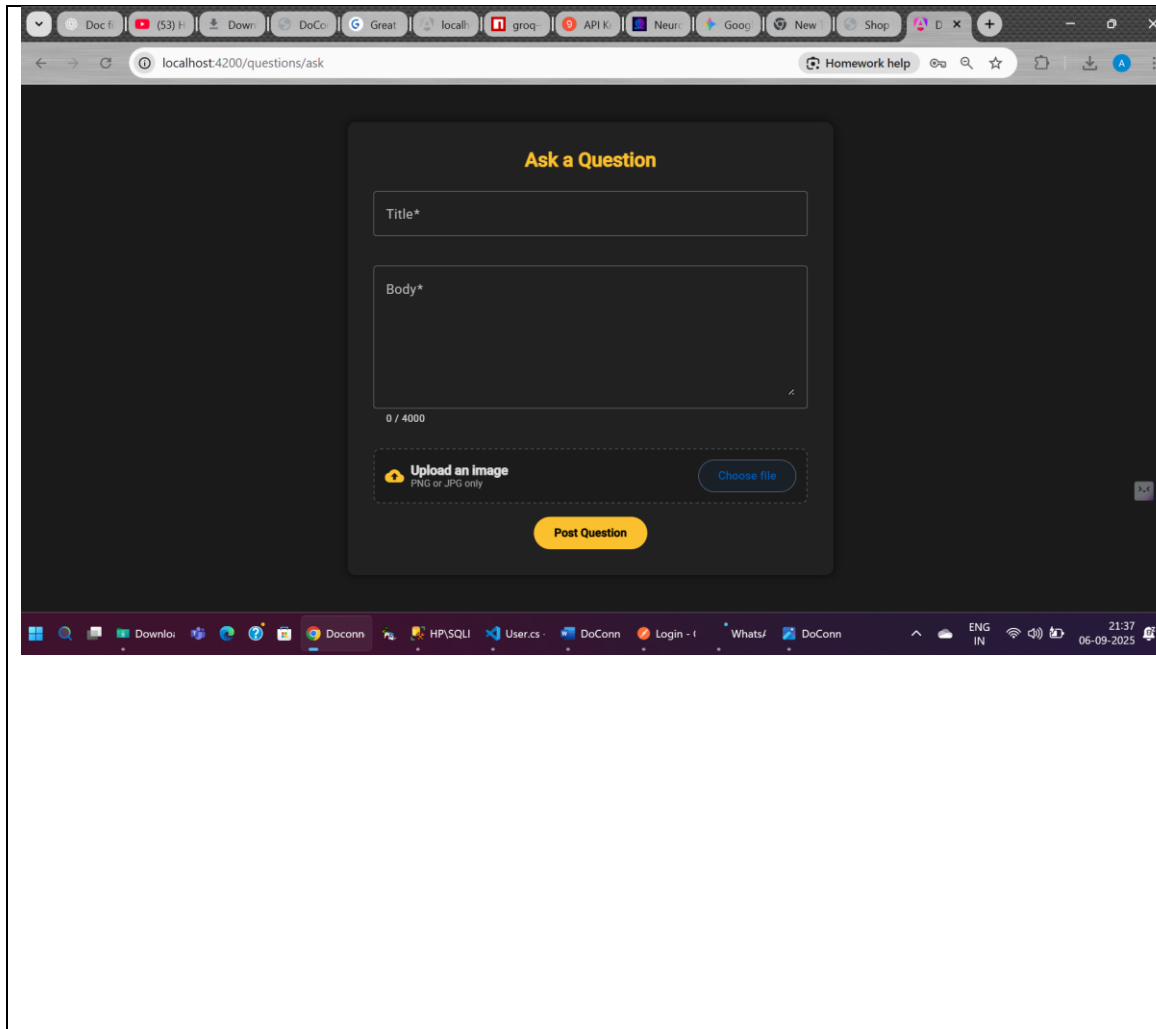 Doc fi (53) H Down DoCo Great localh groq- API K Neuro Goog New Shop D
localhost:4200/questions/ask Homework help A
Ask a Question
Title*
Body*
0 / 4000
Upload an image
PNG or JPG only
Choose file
Post Question
Downlo Doconn HP\SQLI User.cs - DoConn Login - ( Whats DoConn ENG 21:37
IN 06-09-2025